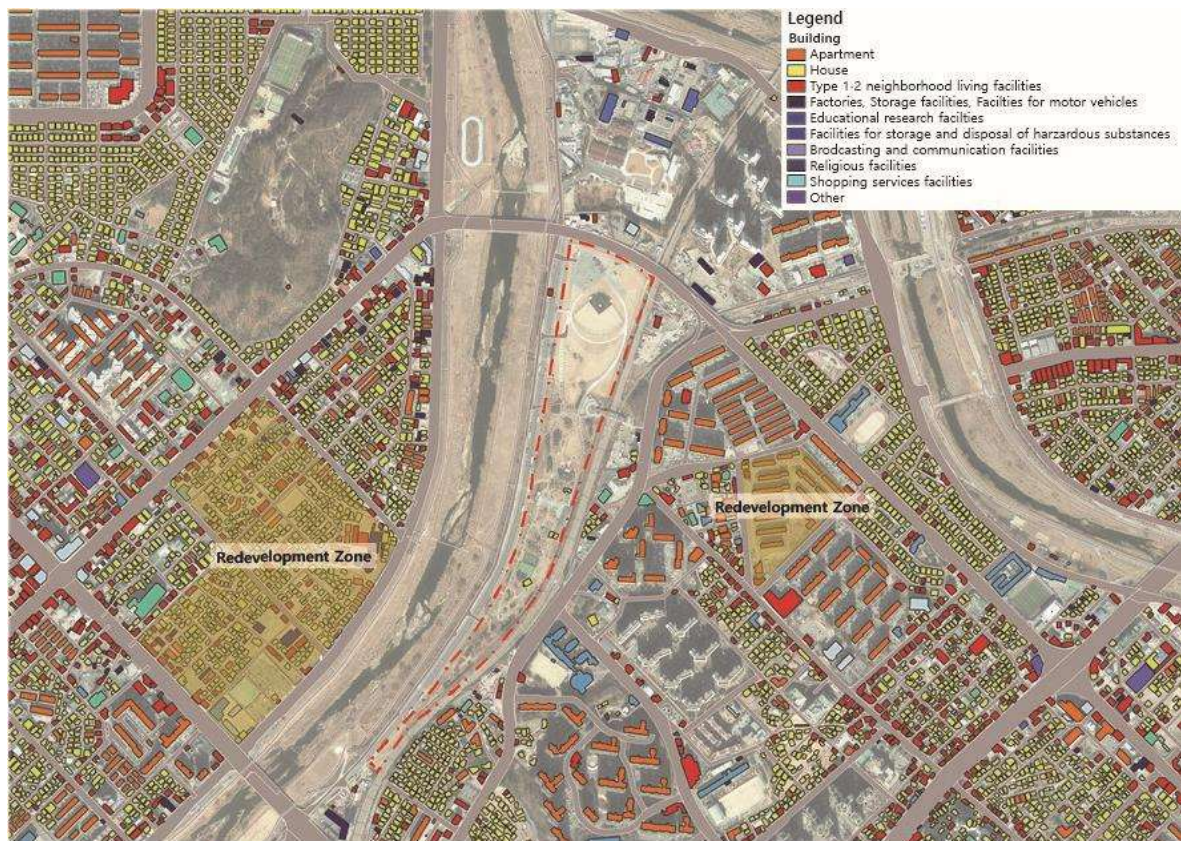 Legend
Building
Apartment
House
Type 1·2 neighborhood living facilities
Factories, Storage facilities, Facilties for motor vehicles
Educational research facilties
Facilities for storage and disposal of harzardous substances
Brodcasting and communication facilities
Religious facilities
Shopping services facilities
Other
Redevelopment Zone
Redevelopment Zone